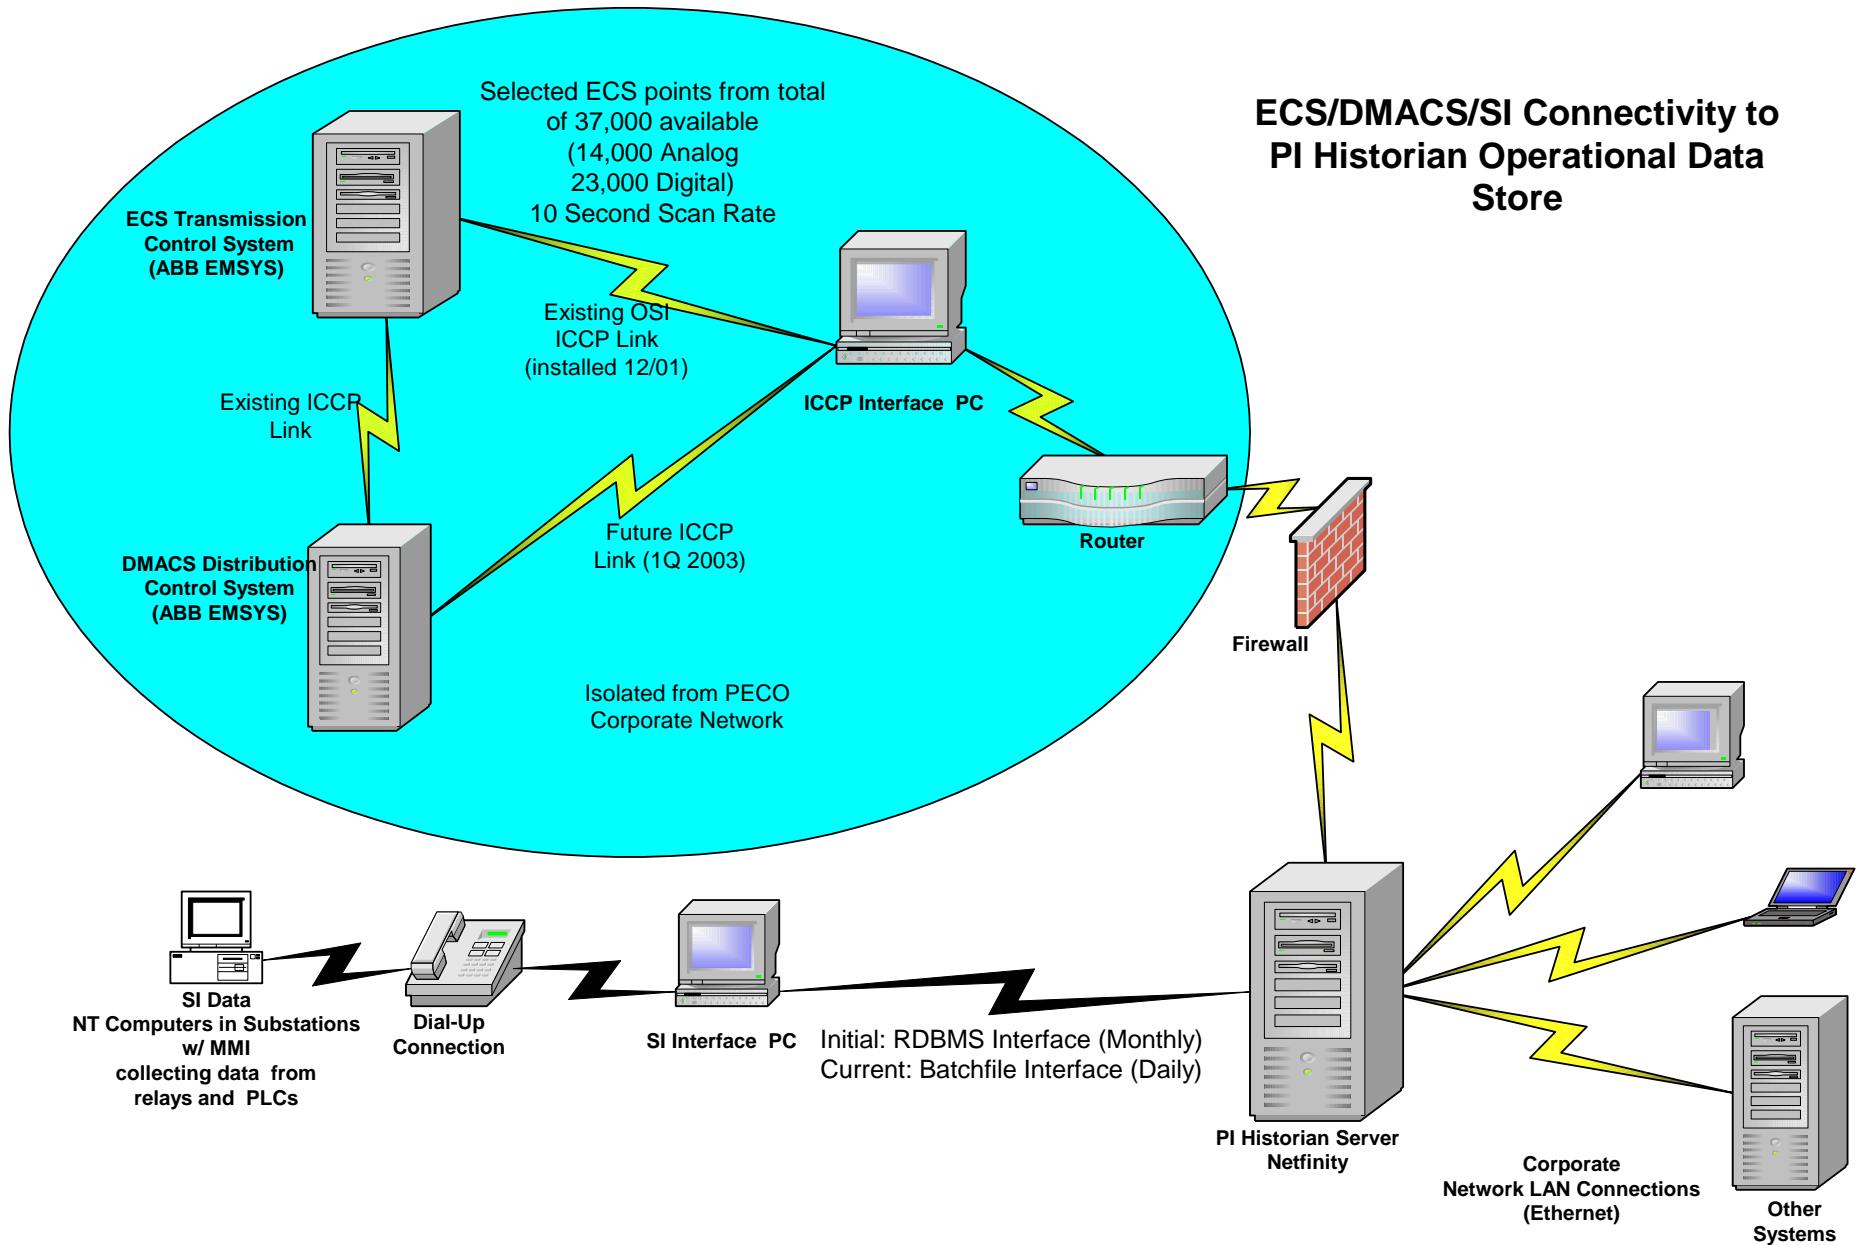 ECS/DMACS/SI Connectivity to
PI Historian Operational Data
Store
Selected ECS points from total
of 37,000 available
(14,000 Analog
23,000 Digital)
10 Second Scan Rate
ECS Transmission
Control System
(ABB EMSYS)
Existing OSI
ICCP Link
(installed 12/01)
ICCP Interface PC
Existing ICCP
Link
Future ICCP
Link (1Q 2003)
Router
DMACS Distribution
Control System
(ABB EMSYS)
Firewall
Isolated from PECO
Corporate Network
SI Data
NT Computers in Substations
w/ MMI
collecting data from
relays and PLCs
Dial-Up
Connection
SI Interface PC
Initial: RDBMS Interface (Monthly)
Current: Batchfile Interface (Daily)
PI Historian Server
Netfinity
Corporate
Network LAN Connections
(Ethernet)
Other
Systems